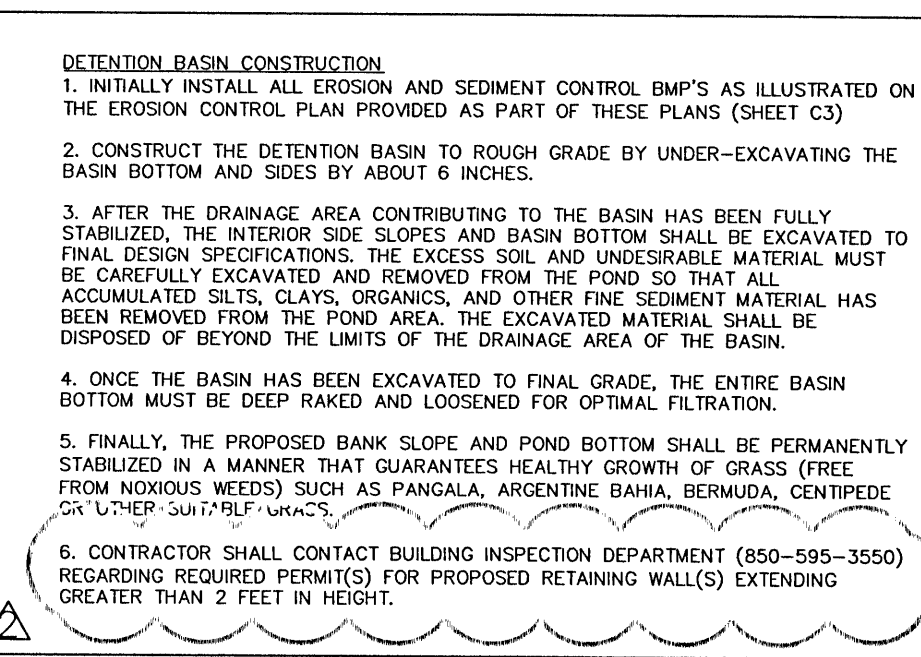 DETENTION BASIN CONSTRUCTION
1. INITIALLY INSTALL ALL EROSION AND SEDIMENT CONTROL BMP'S AS ILLUSTRATED ON
THE EROSION CONTROL PLAN PROVIDED AS PART OF THESE PLANS (SHEET C3)
2. CONSTRUCT THE DETENTION BASIN TO ROUGH GRADE BY UNDER-EXCAVATING THE
BASIN BOTTOM AND SIDES BY ABOUT 6 INCHES.
3. AFTER THE DRAINAGE AREA CONTRIBUTING TO THE BASIN HAS BEEN FULLY
STABILIZED, THE INTERIOR SIDE SLOPES AND BASIN BOTTOM SHALL BE EXCAVATED TO
FINAL DESIGN SPECIFICATIONS. THE EXCESS SOIL AND UNDESIRABLE MATERIAL MUST
BE CAREFULLY EXCAVATED AND REMOVED FROM THE POND SO THAT ALL
ACCUMULATED SILTS, CLAYS, ORGANICS, AND OTHER FINE SEDIMENT MATERIAL HAS
BEEN REMOVED FROM THE POND AREA. THE EXCAVATED MATERIAL SHALL BE
DISPOSED OF BEYOND THE LIMITS OF THE DRAINAGE AREA OF THE BASIN.
4. ONCE THE BASIN HAS BEEN EXCAVATED TO FINAL GRADE, THE ENTIRE BASIN
BOTTOM MUST BE DEEP RAKED AND LOOSENED FOR OPTIMAL FILTRATION.
5. FINALLY, THE PROPOSED BANK SLOPE AND POND BOTTOM SHALL BE PERMANENTLY
STABILIZED IN A MANNER THAT GUARANTEES HEALTHY GROWTH OF GRASS (FREE
FROM NOXIOUS WEEDS) SUCH AS PANGALA, ARGENTINE BAHIA, BERMUDA, CENTIPEDE
OR OTHER SUITABLE GRASS.
6. CONTRACTOR SHALL CONTACT BUILDING INSPECTION DEPARTMENT (850-595-3550)
REGARDING REQUIRED PERMIT(S) FOR PROPOSED RETAINING WALL(S) EXTENDING
GREATER THAN 2 FEET IN HEIGHT.
2